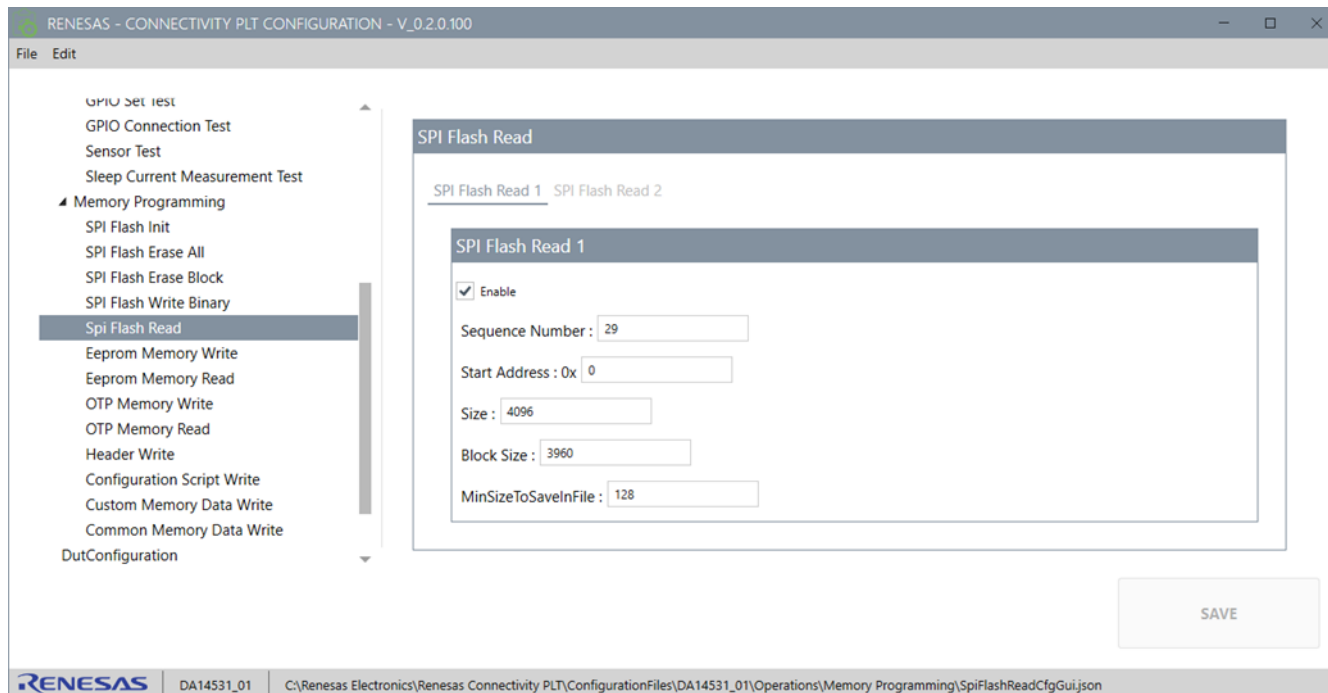 RENESAS - CONNECTIVITY PLT CONFIGURATION - V_0.2.0.100
File Edit
GPIO Set Test
GPIO Connection Test
Sensor Test
Sleep Current Measurement Test
Memory Programming
SPI Flash Init
SPI Flash Erase All
SPI Flash Erase Block
SPI Flash Write Binary
Spi Flash Read
Eeprom Memory Write
Eeprom Memory Read
OTP Memory Write
OTP Memory Read
Header Write
Configuration Script Write
Custom Memory Data Write
Common Memory Data Write
DutConfiguration
SPI Flash Read
SPI Flash Read 1 SPI Flash Read 2
SPI Flash Read 1
Enable
Sequence Number : 29
Start Address : 0x 0
Size : 4096
Block Size : 3960
MinSizeToSaveInFile : 128
SAVE
RENESAS DA14531_01 C:\Renesas Electronics\Renesas Connectivity PLT\ConfigurationFiles\DA14531_01\Operations\Memory Programming\SpiFlashReadCfgGui.json